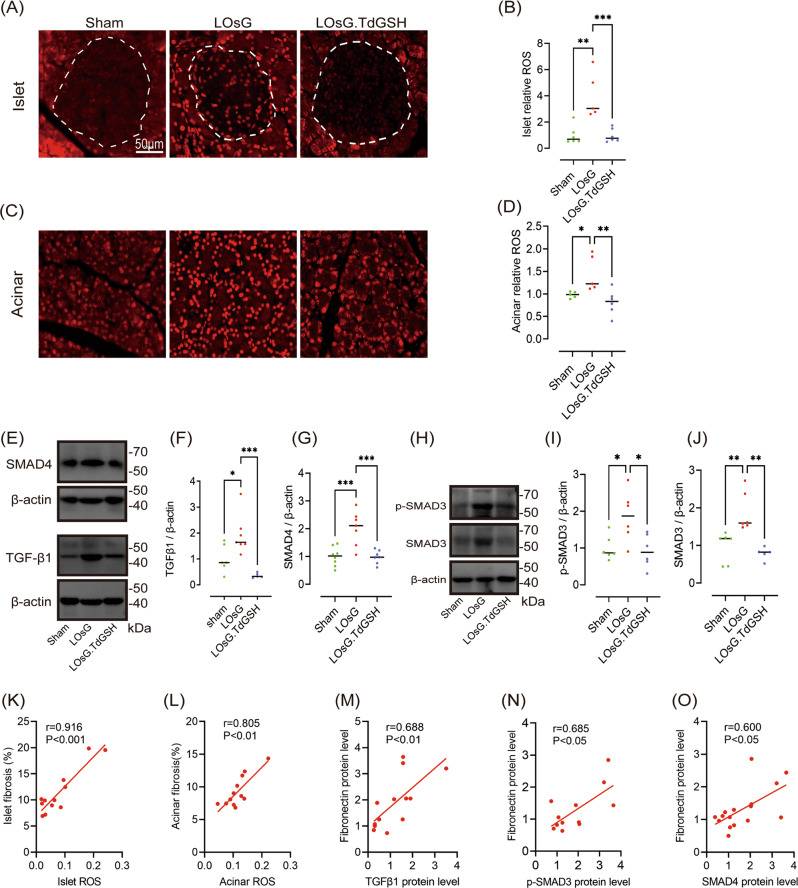 (A) Sham LOsG LOsG.TdGSH
Islet
50μm
(B)
Islet relative ROS
8
6
4
2
0
** ***
Sham LOsG LOsG.TdGSH
(C)
Acinar
(D)
Acinar relative ROS
2.5
2.0
1.5
1.0
0.5
0.0
* **
Sham LOsG LOsG.TdGSH
(E)
SMAD4 -70 -50
β-actin -50 -40
TGF-β1 -50 -40
β-actin -50 -40
Sham LOsG LOsG.TdGSH kDa
(F)
TGFβ1 / β-actin
4
3
2
1
0
* ***
Sham LOsG LOsG.TdGSH
(G)
SMAD4 / β-actin
4
3
2
1
0
*** ***
Sham LOsG LOsG.TdGSH
(H)
p-SMAD3 -70 -50
SMAD3 -70 -50
β-actin -50 -40
Sham LOsG LOsG.TdGSH kDa
(I)
p-SMAD3 / β-actin
3
2
1
0
* *
Sham LOsG LOsG.TdGSH
(J)
SMAD3 / β-actin
3
2
1
0
** **
Sham LOsG LOsG.TdGSH
(K)
r=0.916
P<0.001
Islet fibrosis (%)
25
20
15
10
5
0
0.0 0.1 0.2 0.3
Islet ROS
(L)
r=0.805
P<0.01
Acinar fibrosis(%)
25
20
15
10
5
0
0.0 0.1 0.2 0.3
Acinar ROS
(M)
r=0.688
P<0.01
Fibronectin protein level
5
4
3
2
1
0
0 1 2 3 4
TGFβ1 protein level
(N)
r=0.685
P<0.05
Fibronectin protein level
4
3
2
1
0
0 1 2 3 4
p-SMAD3 protein level
(O)
r=0.600
P<0.05
Fibronectin protein level
4
3
2
1
0
0 1 2 3 4
SMAD4 protein level